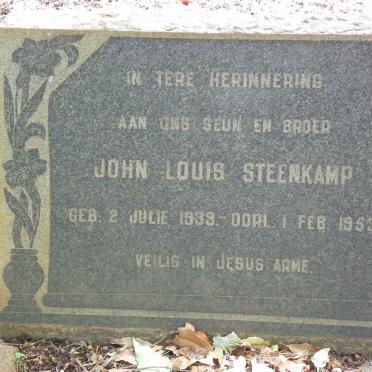 IN TERE HERINNERING
AAN ONS SEUN EN BROER
JOHN LOUIS STEENKAMP
GEB. 2 JULIE 1939.-OORL. 1 FEB. 1953
VEILIG IN JESUS ARME.